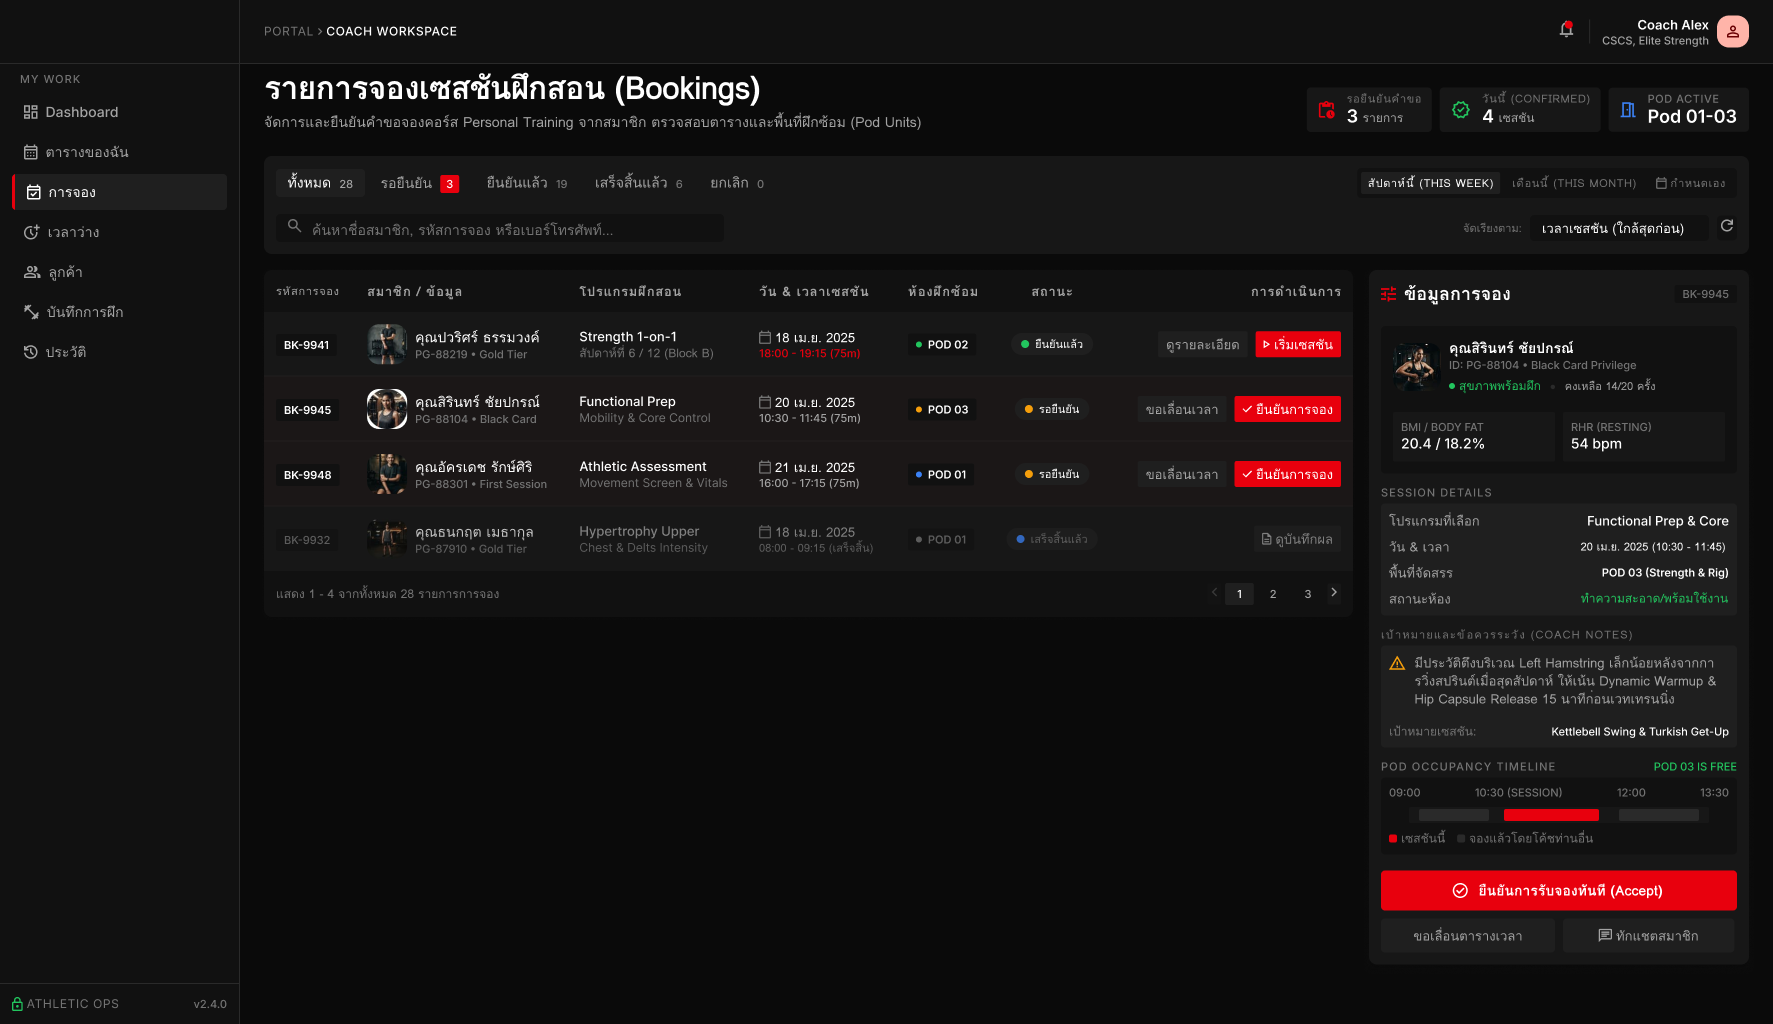 PORTAL > COACH WORKSPACE
Coach Alex
CSCS, Elite Strength
MY WORK
Dashboard
ตารางของฉัน
การจอง
เวลาว่าง
ลูกค้า
บันทึกการฝึก
ประวัติ
ATHLETIC OPS
v2.4.0
รายการจองเซสชันฝึกสอน (Bookings)
จัดการและยืนยันคำขอจองคอร์ส Personal Training จากสมาชิก ตรวจสอบตารางและพื้นที่ฝึกซ้อม (Pod Units)
รอยืนยันคำขอ
3 รายการ
วันนี้ (CONFIRMED)
4 เซสชัน
POD ACTIVE
Pod 01-03
ทั้งหมด 28
รอยืนยัน 3
ยืนยันแล้ว 19
เสร็จสิ้นแล้ว 6
ยกเลิก 0
สัปดาห์นี้ (THIS WEEK)
เดือนนี้ (THIS MONTH)
กำหนดเอง
ค้นหาชื่อสมาชิก, รหัสการจอง หรือเบอร์โทรศัพท์...
จัดเรียงตาม:
เวลาเซสชัน (ใกล้สุดก่อน)
รหัสการจอง
สมาชิก / ข้อมูล
โปรแกรมฝึกสอน
วัน & เวลาเซสชัน
ห้องฝึกซ้อม
สถานะ
การดำเนินการ
BK-9941
คุณปวริศร์ ธรรมวงค์
PG-88219 • Gold Tier
Strength 1-on-1
สัปดาห์ที่ 6 / 12 (Block B)
18 เม.ย. 2025
18:00 - 19:15 (75m)
POD 02
ยืนยันแล้ว
ดูรายละเอียด
เริ่มเซสชัน
BK-9945
คุณสิรินทร์ ชัยปกรณ์
PG-88104 • Black Card
Functional Prep
Mobility & Core Control
20 เม.ย. 2025
10:30 - 11:45 (75m)
POD 03
รอยืนยัน
ขอเลื่อนเวลา
ยืนยันการจอง
BK-9948
คุณอัครเดช รักษ์ศิริ
PG-88301 • First Session
Athletic Assessment
Movement Screen & Vitals
21 เม.ย. 2025
16:00 - 17:15 (75m)
POD 01
รอยืนยัน
ขอเลื่อนเวลา
ยืนยันการจอง
BK-9932
คุณธนกฤต เมธากุล
PG-87910 • Gold Tier
Hypertrophy Upper
Chest & Delts Intensity
18 เม.ย. 2025
08:00 - 09:15 (เสร็จสิ้น)
POD 01
เสร็จสิ้นแล้ว
ดูบันทึกผล
แสดง 1 - 4 จากทั้งหมด 28 รายการการจอง
1 2 3
ข้อมูลการจอง
BK-9945
คุณสิรินทร์ ชัยปกรณ์
ID: PG-88104 • Black Card Privilege
สุขภาพพร้อมฝึก • คงเหลือ 14/20 ครั้ง
BMI / BODY FAT
20.4 / 18.2%
RHR (RESTING)
54 bpm
SESSION DETAILS
โปรแกรมที่เลือก
Functional Prep & Core
วัน & เวลา
20 เม.ย. 2025 (10:30 - 11:45)
พื้นที่จัดสรร
POD 03 (Strength & Rig)
สถานะห้อง
ทำความสะอาด/พร้อมใช้งาน
เป้าหมายและข้อควรระวัง (COACH NOTES)
มีประวัติตึงบริเวณ Left Hamstring เล็กน้อยหลังจากกา
รวิ่งสปรินต์เมื่อสุดสัปดาห์ ให้เน้น Dynamic Warmup &
Hip Capsule Release 15 นาทีก่อนเวทเทรนนิ่ง
เป้าหมายเซสชัน:
Kettlebell Swing & Turkish Get-Up
POD OCCUPANCY TIMELINE
POD 03 IS FREE
09:00
10:30 (SESSION)
12:00
13:30
เซสชันนี้
จองแล้วโดยโค้ชท่านอื่น
ยืนยันการรับจองทันที (Accept)
ขอเลื่อนตารางเวลา
ทักแชตสมาชิก